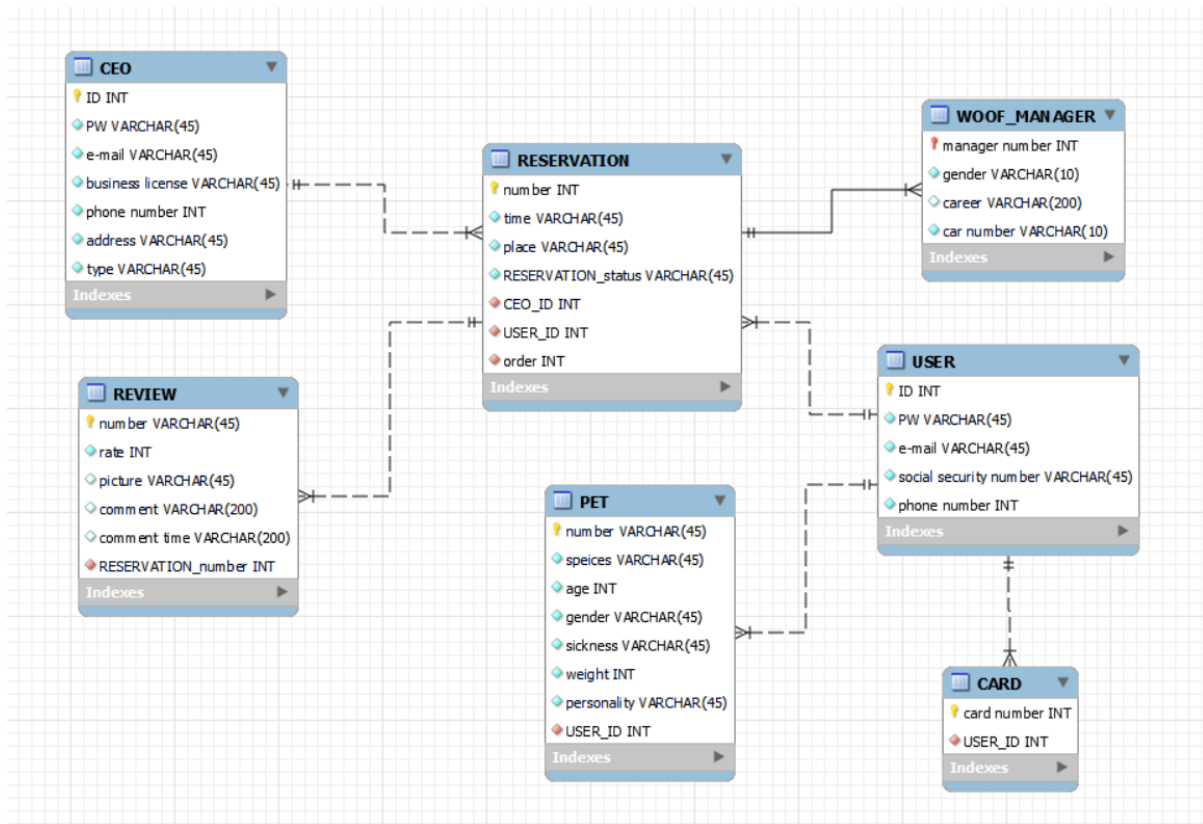 CEO
ID INT
PW VARCHAR(45)
e-mail VARCHAR(45)
business license VARCHAR(45)
phone number INT
address VARCHAR(45)
type VARCHAR(45)
Indexes
RESERVATION
number INT
time VARCHAR(45)
place VARCHAR(45)
RESERVATION_status VARCHAR(45)
CEO_ID INT
USER_ID INT
order INT
Indexes
WOOF_MANAGER
manager number INT
gender VARCHAR(10)
career VARCHAR(200)
car number VARCHAR(10)
Indexes
REVIEW
number VARCHAR(45)
rate INT
picture VARCHAR(45)
comment VARCHAR(200)
comment time VARCHAR(200)
RESERVATION_number INT
Indexes
PET
number VARCHAR(45)
speices VARCHAR(45)
age INT
gender VARCHAR(45)
sickness VARCHAR(45)
weight INT
personality VARCHAR(45)
USER_ID INT
Indexes
USER
ID INT
PW VARCHAR(45)
e-mail VARCHAR(45)
social security number VARCHAR(45)
phone number INT
Indexes
CARD
card number INT
USER_ID INT
Indexes